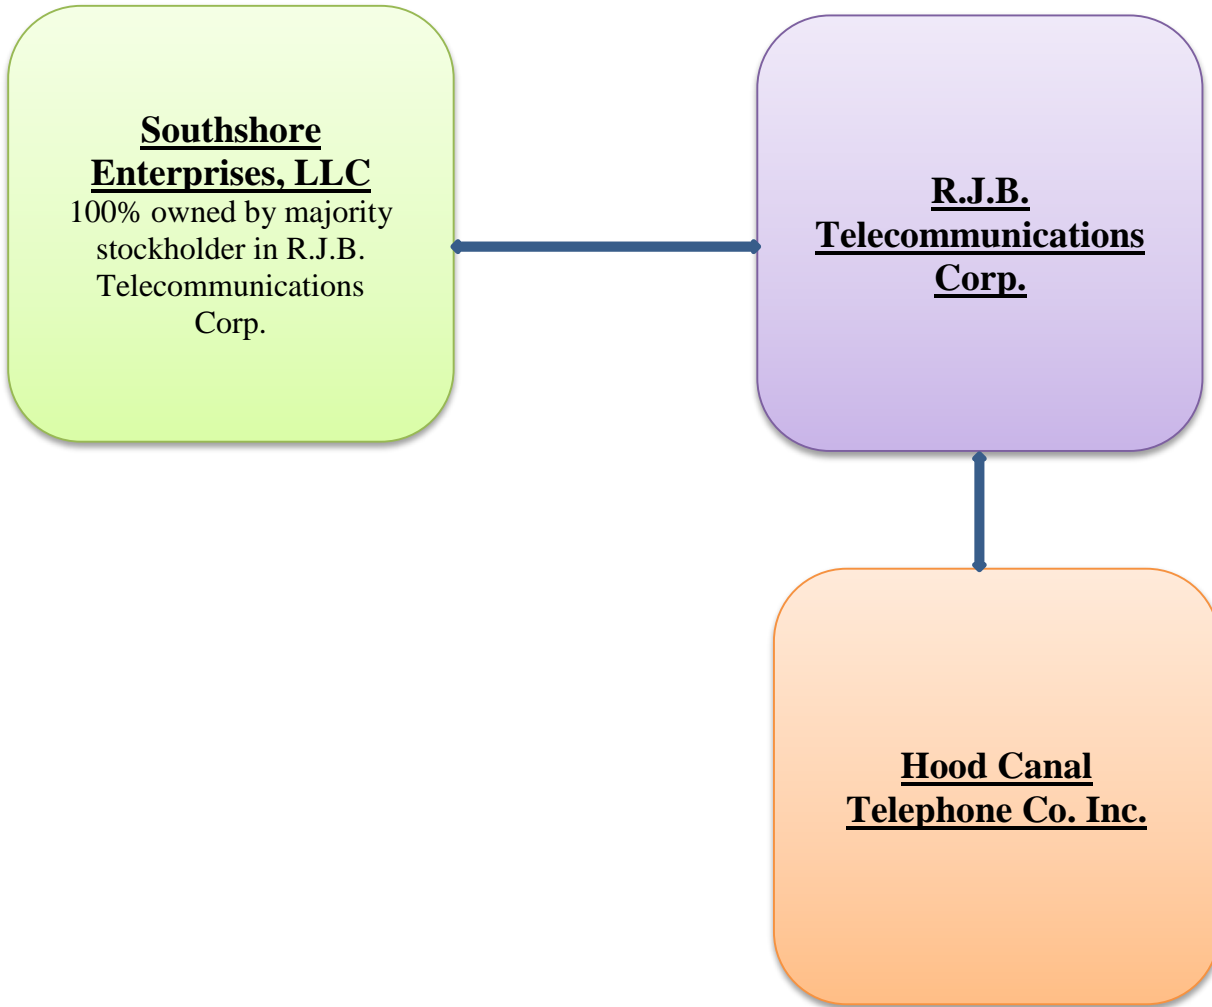 Southshore
Enterprises, LLC
100% owned by majority
stockholder in R.J.B.
Telecommunications
Corp.
R.J.B.
Telecommunications
Corp.
Hood Canal
Telephone Co. Inc.